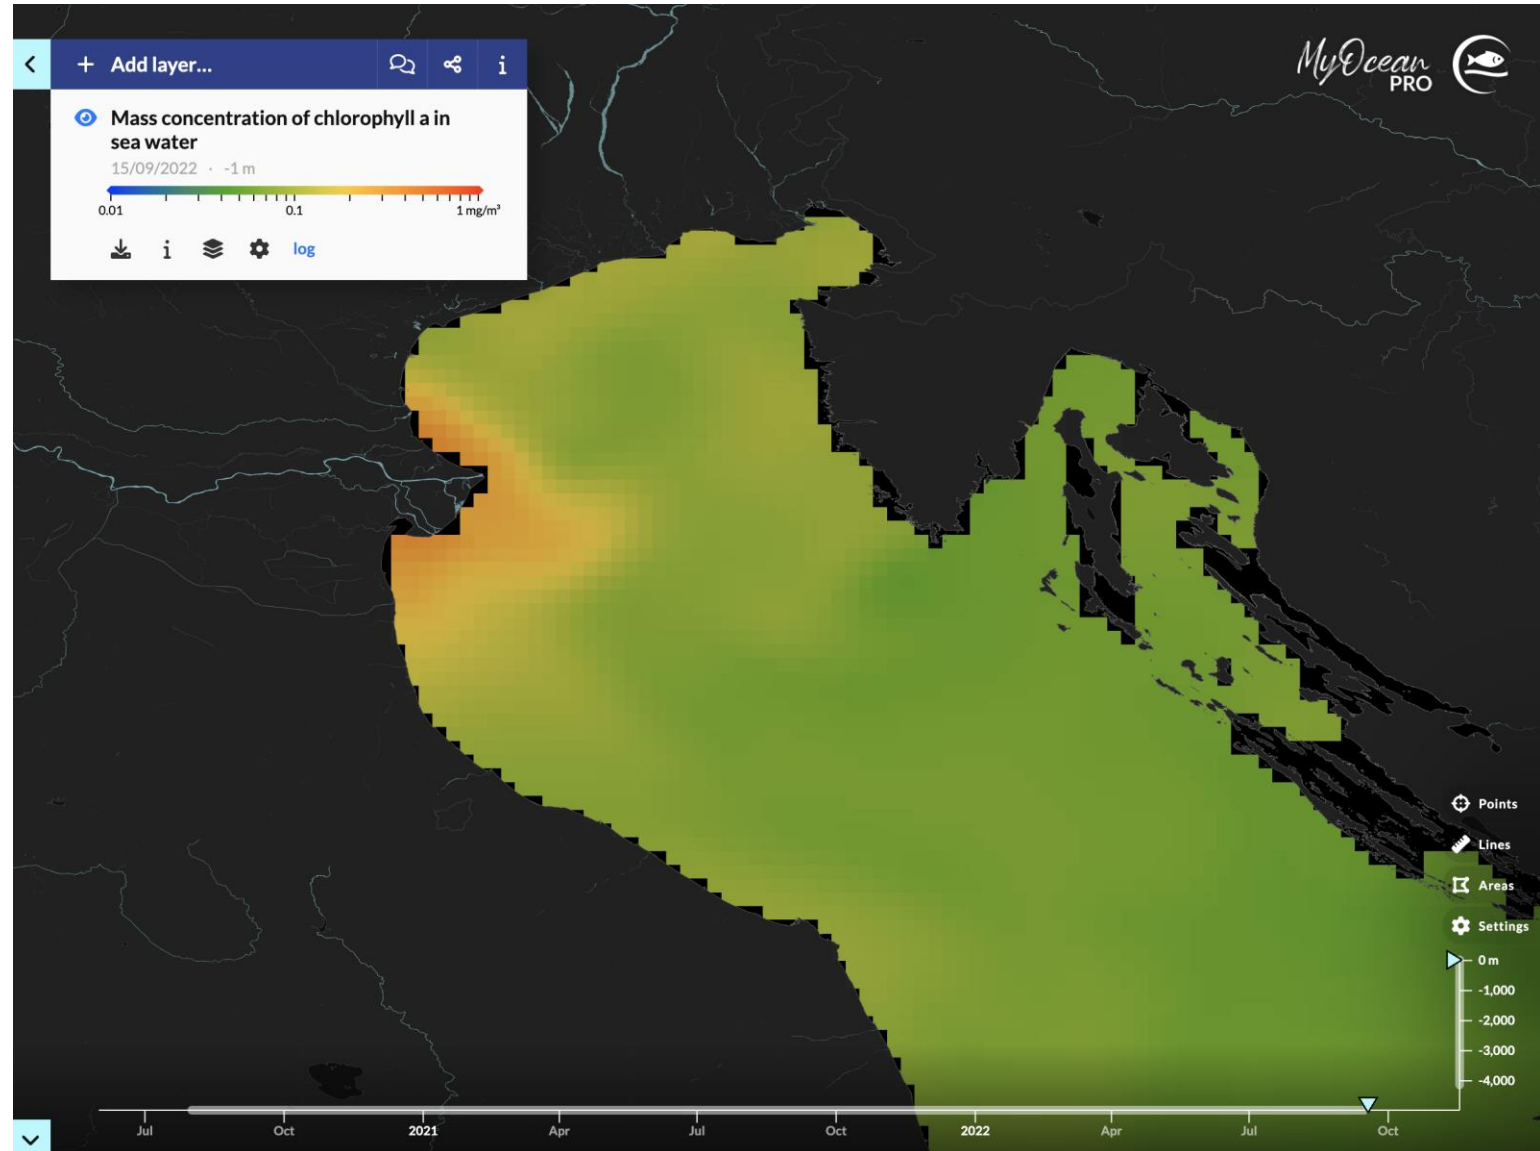 Add layer...
Mass concentration of chlorophyll a in
sea water
15/09/2022 · -1 m
0.01 0.1 1 mg/m³
log
MyOcean
PRO
Points
Lines
Areas
Settings
0 m
-1,000
-2,000
-3,000
-4,000
Jul Oct 2021 Apr Jul Oct 2022 Apr Jul Oct